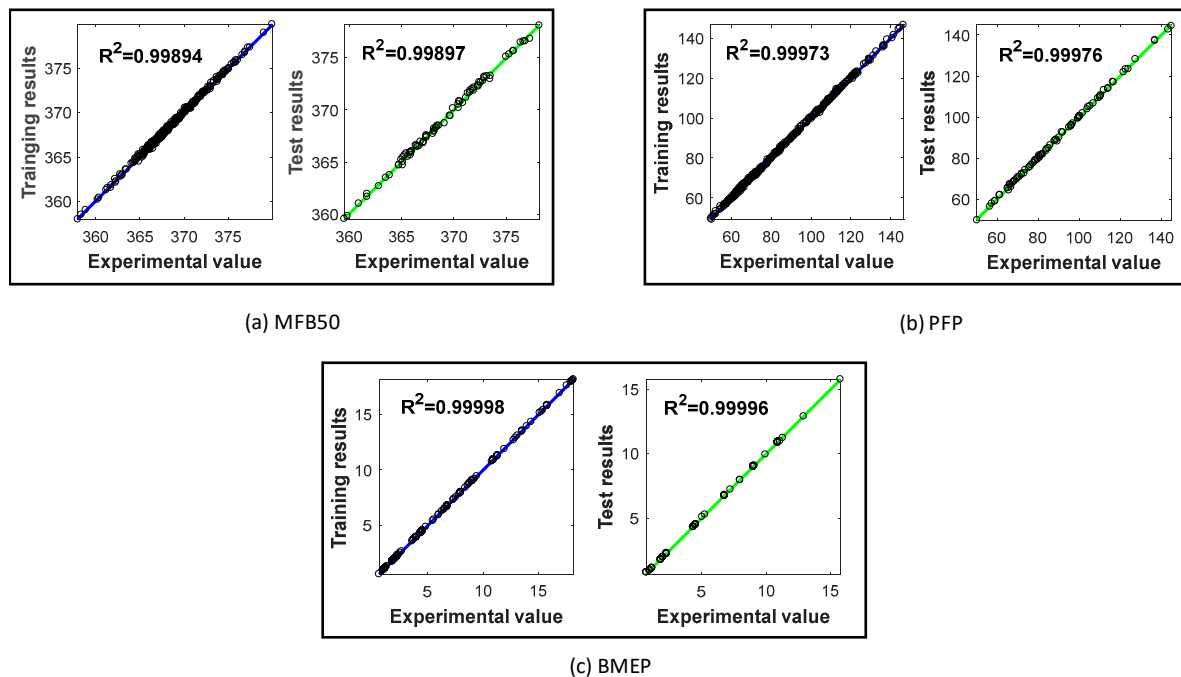 R²=0.99894
Trainging results
375
370
365
360
360 365 370 375
Experimental value
R²=0.99897
Test results
375
370
365
360
360 365 370 375
Experimental value
(a) MFB50
R²=0.99973
Training results
140
120
100
80
60
60 80 100 120 140
Experimental value
R²=0.99976
Test results
140
120
100
80
60
40 60 80 100 120 140
Experimental value
(b) PFP
R²=0.99998
Training results
15
10
5
5 10 15
Experimental value
R²=0.99996
Test results
15
10
5
5 10 15
Experimental value
(c) BMEP